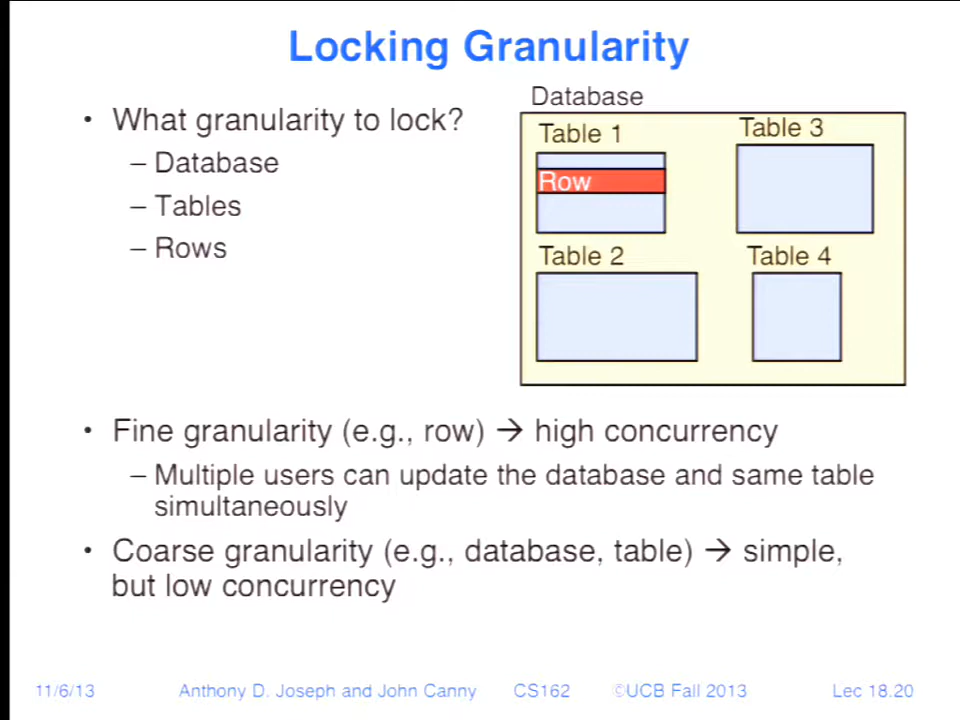 Locking Granularity
• What granularity to lock?
– Database
– Tables
– Rows
Database
Table 1
Table 3
Row
Table 2
Table 4
• Fine granularity (e.g., row) → high concurrency
– Multiple users can update the database and same table
simultaneously
• Coarse granularity (e.g., database, table) → simple,
but low concurrency
11/6/13 Anthony D. Joseph and John Canny CS162 ©UCB Fall 2013 Lec 18.20